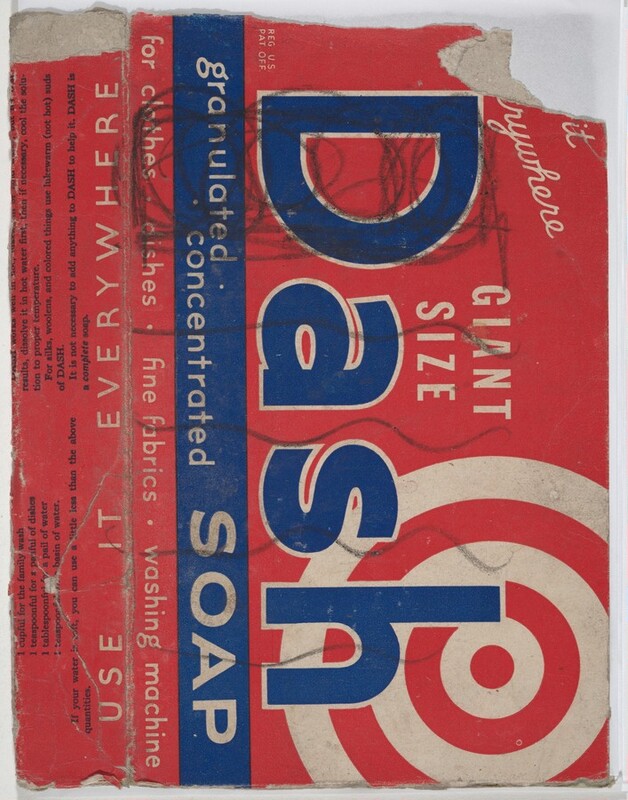 it
rywhere
GIANT
SIZE
Dash
REG U.S.
PAT OFF
granulated · concentrated SOAP
for clothes · dishes · fine fabrics · washing machine
1 cupful for the family wash
1 teaspoonful for a panful of dishes
1 tablespoonful a pail of water
basin of water.
If your water is soft, you can use a little less than the above
quantities.
results, dissolve it in hot water first, then if necessary, cool the solu-
tion to proper temperature.
For silks, woolens, and colored things use lukewarm (not hot) suds
of DASH.
It is not necessary to add anything to DASH to help it. DASH is
a complete soap.
USE IT EVERYWHERE